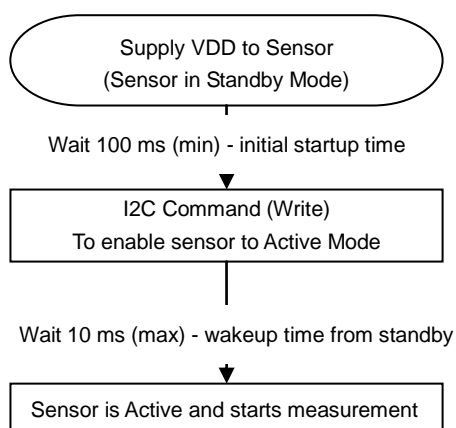 Supply VDD to Sensor
(Sensor in Standby Mode)
Wait 100 ms (min) - initial startup time
I2C Command (Write)
To enable sensor to Active Mode
Wait 10 ms (max) - wakeup time from standby
Sensor is Active and starts measurement